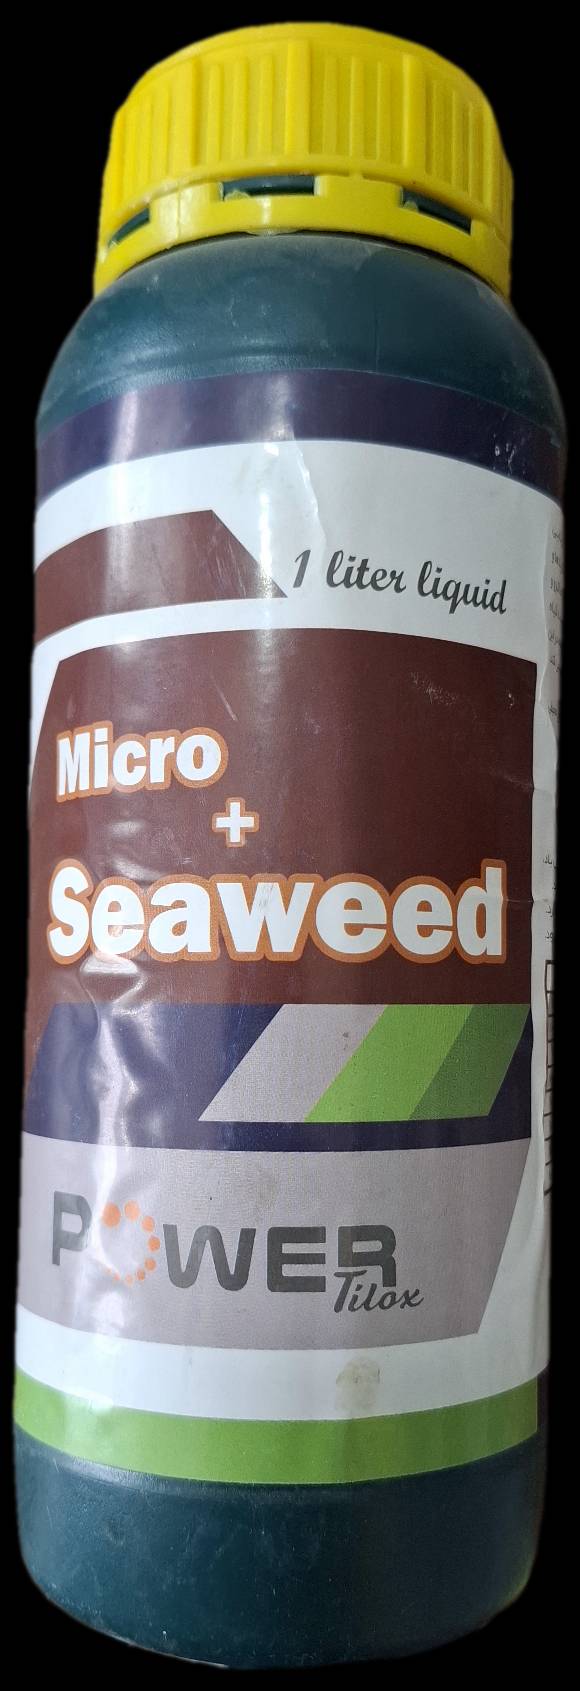 1 liter liquid
Micro
+
Seaweed
POWER
Tilox